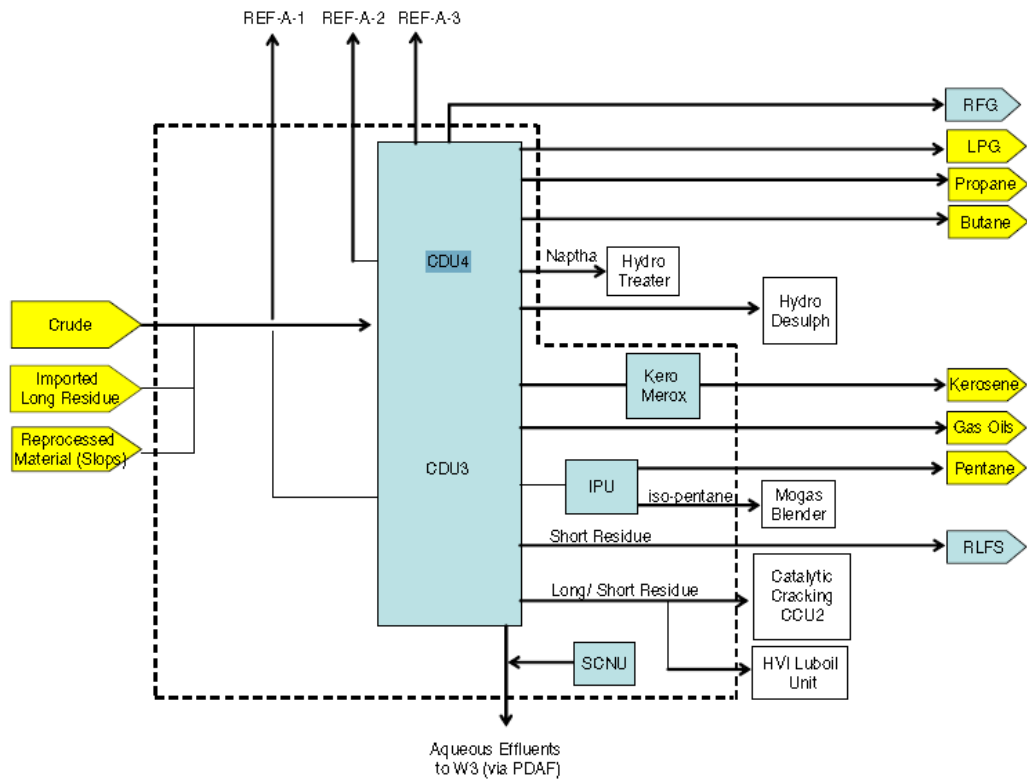 REF-A-1 REF-A-2 REF-A-3
RFG
LPG
Propane
Butane
CDU4
Naptha
Hydro
Treater
Hydro
Desulph
Crude
Imported
Long Residue
Reprocessed
Material (Slops)
Kero
Merox
Kerosene
Gas Oils
CDU3
IPU
Pentane
iso-pentane
Mogas
Blender
Short Residue
RLFS
Long/ Short Residue
Catalytic
Cracking
CCU2
SCNU
HVI Luboil
Unit
Aqueous Effluents
to W3 (via PDAF)